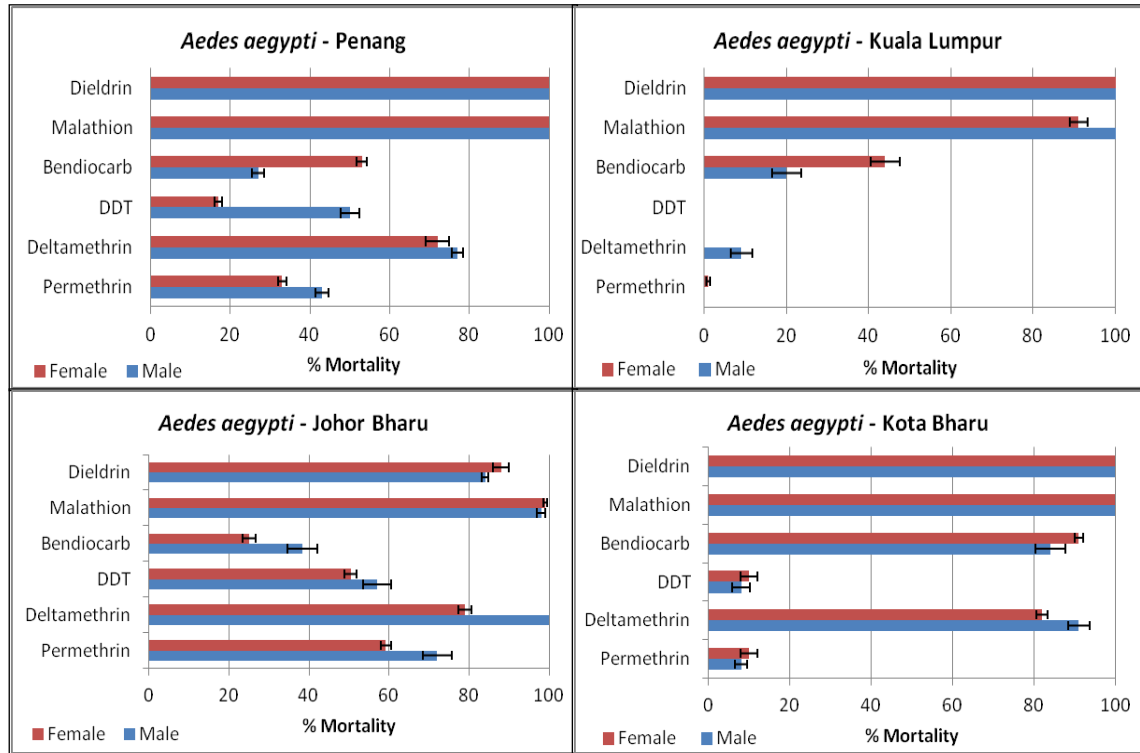 Aedes aegypti - Penang
Dieldrin
Malathion
Bendiocarb
DDT
Deltamethrin
Permethrin
0 20 40 60 80 100
% Mortality
Female Male
Aedes aegypti - Kuala Lumpur
Dieldrin
Malathion
Bendiocarb
DDT
Deltamethrin
Permethrin
0 20 40 60 80 100
% Mortality
Female Male
Aedes aegypti - Johor Bharu
Dieldrin
Malathion
Bendiocarb
DDT
Deltamethrin
Permethrin
0 20 40 60 80 100
% Mortality
Female Male
Aedes aegypti - Kota Bharu
Dieldrin
Malathion
Bendiocarb
DDT
Deltamethrin
Permethrin
0 20 40 60 80 100
% Mortality
Female Male